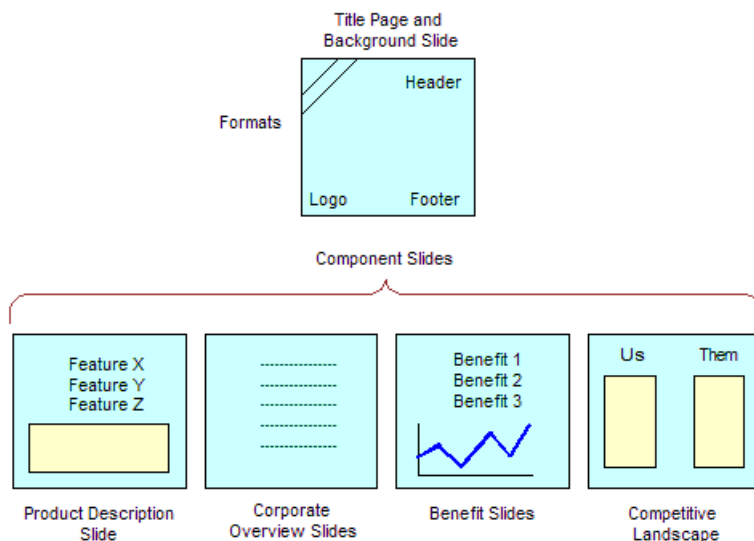 Title Page and
Background Slide
Header
Formats
Logo
Footer
Component Slides
Feature X
Feature Y
Feature Z
Product Description
Slide
Corporate
Overview Slides
Benefit 1
Benefit 2
Benefit 3
Benefit Slides
Us
Them
Competitive
Landscape